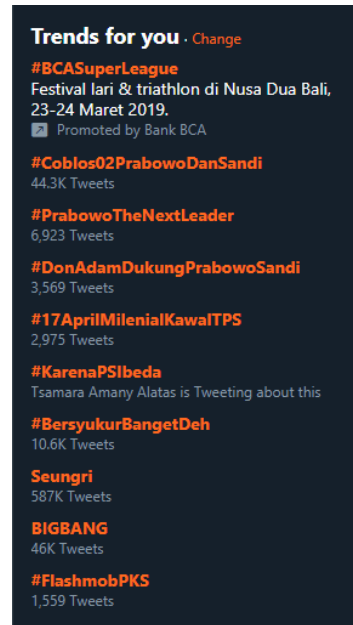 Trends for you · Change
#BCASuperLeague
Festival lari & triathlon di Nusa Dua Bali,
23-24 Maret 2019.
Promoted by Bank BCA
#Coblos02PrabowoDanSandi
44.3K Tweets
#PrabowoTheNextLeader
6,923 Tweets
#DonAdamDukungPrabowoSandi
3,569 Tweets
#17AprilMilenialKawalTPS
2,975 Tweets
#KarenaPSIbeda
Tsamara Amany Alatas is Tweeting about this
#BersyukurBangetDeh
10.6K Tweets
Seungri
587K Tweets
BIGBANG
46K Tweets
#FlashmobPKS
1,559 Tweets